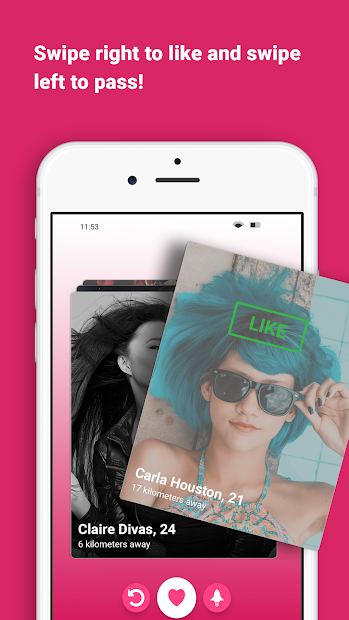 Swipe right to like and swipe
left to pass!
11:53
LIKE
Carla Houston, 21
17 kilometers away
Claire Divas, 24
6 kilometers away